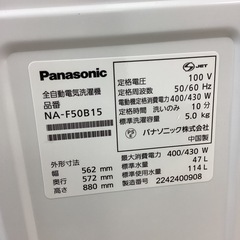 JET
Panasonic
全自動電気洗濯機
品番
NA-F50B15
外形寸法
幅 562 mm
奥行 572 mm
高さ 880 mm
定格電圧 100 V
定格周波数 50/60 Hz
電動機定格消費電力 400/430 W
定格時間 洗いのみ 10 分
標準洗濯・脱水容量 5.0 kg
パナソニック株式会社
中国製
最大消費電力 400/430 W
標準水量 47 L
標準使用水量 114 L
製造番号 2242400908